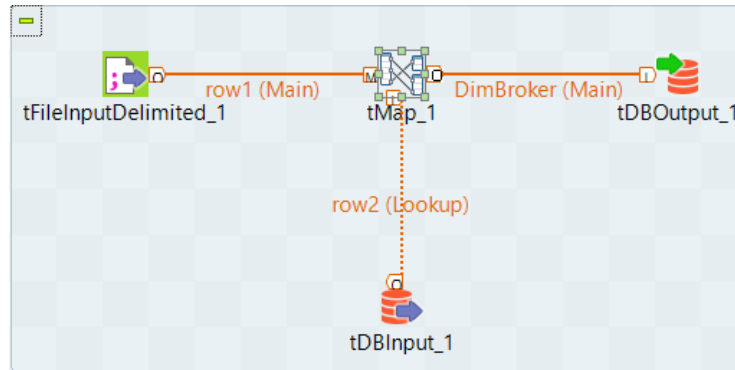 row1 (Main)
DimBroker (Main)
tFileInputDelimited_1
tMap_1
tDBOutput_1
row2 (Lookup)
tDBInput_1